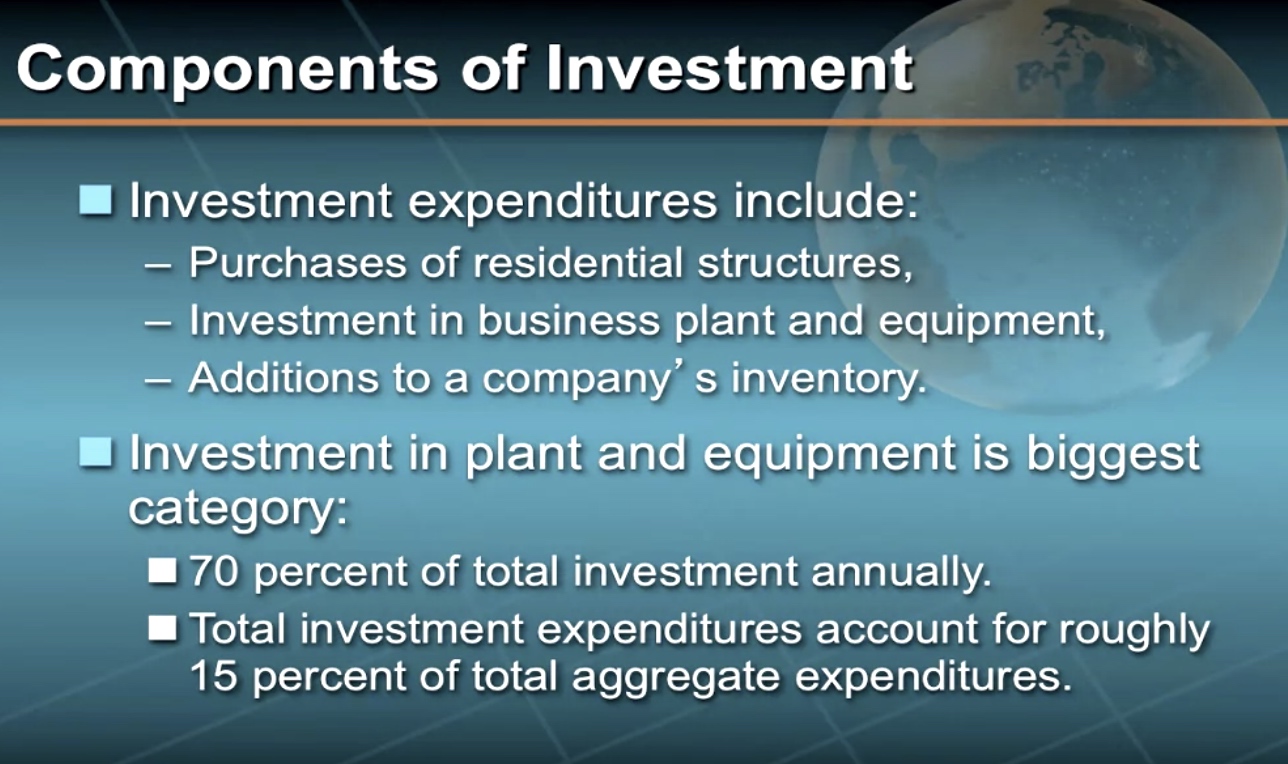 Components of Investment
Investment expenditures include:
– Purchases of residential structures,
– Investment in business plant and equipment,
– Additions to a company’s inventory.
Investment in plant and equipment is biggest
category:
70 percent of total investment annually.
Total investment expenditures account for roughly
15 percent of total aggregate expenditures.